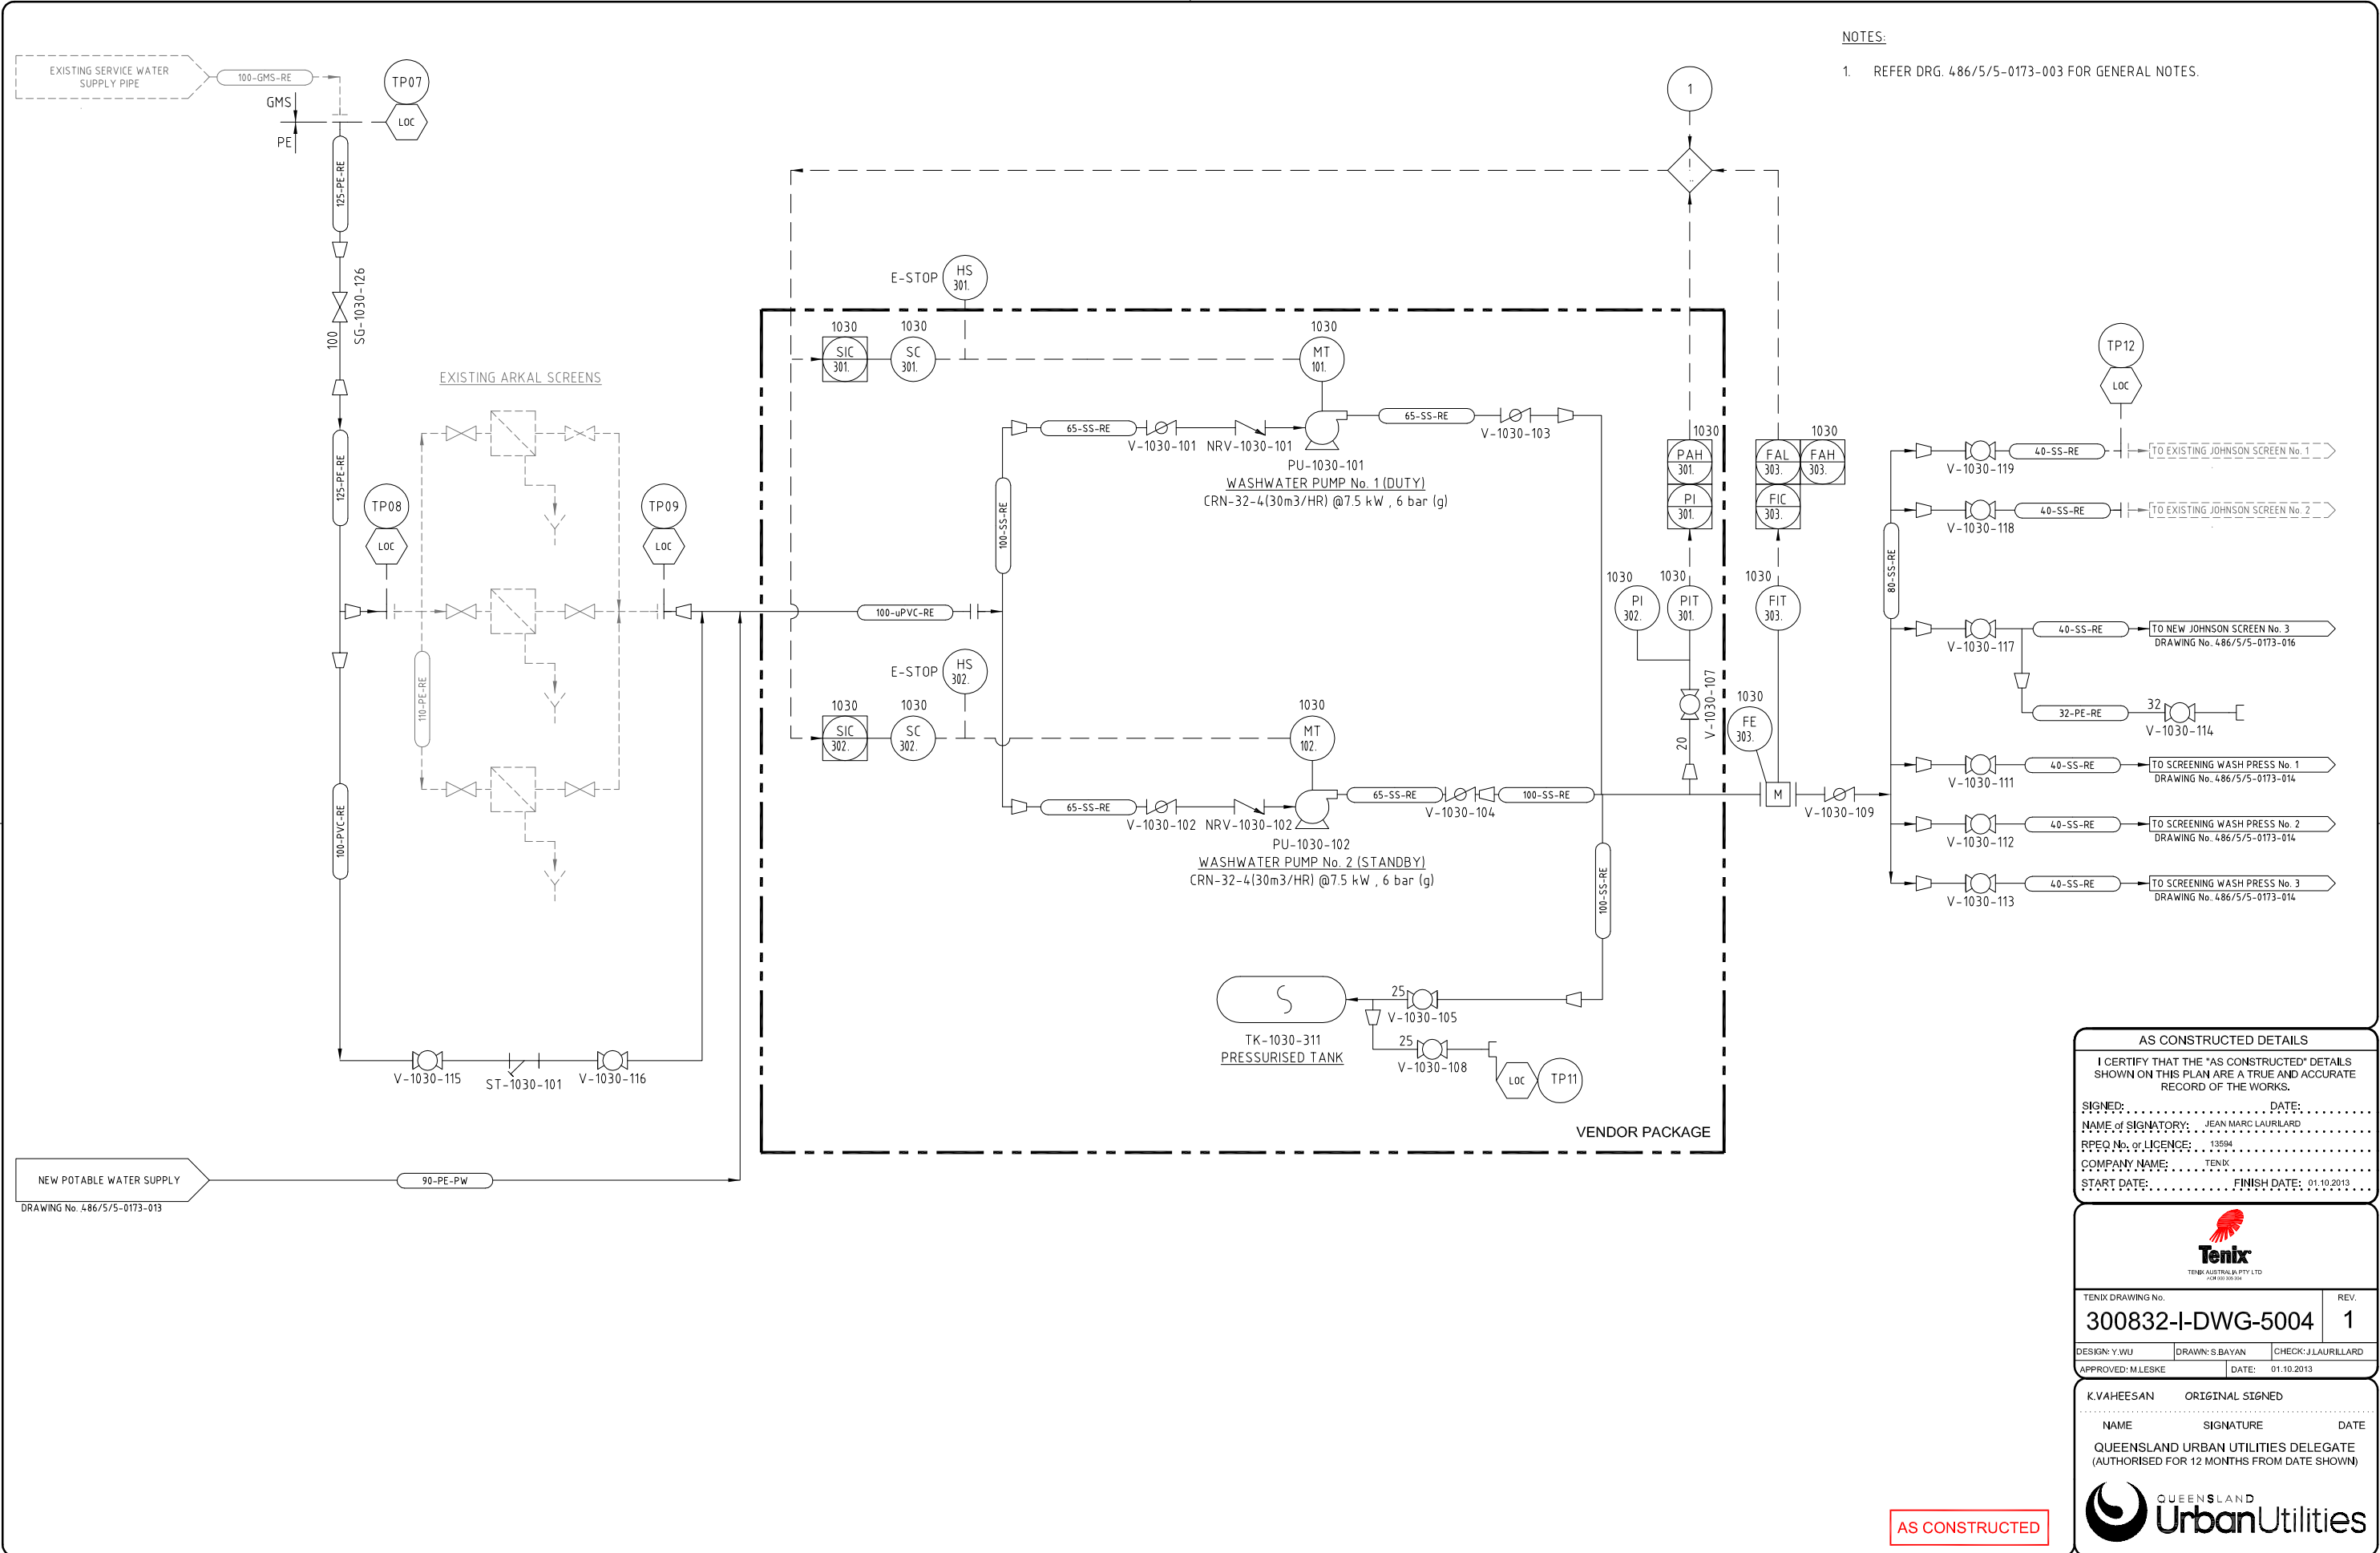 NOTES:
1. REFER DRG. 486/5/5-0173-003 FOR GENERAL NOTES.
EXISTING SERVICE WATER
SUPPLY PIPE
100-GMS-RE
TP07
LOC
GMS
PE
125-PE-RE
SG-1030-126
100
125-PE-RE
EXISTING ARKAL SCREENS
TP08
LOC
TP09
LOC
110-PE-RE
100-PVC-RE
V-1030-115
ST-1030-101
V-1030-116
NEW POTABLE WATER SUPPLY
DRAWING No. 486/5/5-0173-013
90-PE-PW
1
E-STOP
HS
301.
1030
SIC
301.
1030
SC
301.
1030
MT
101.
65-SS-RE
V-1030-101
NRV-1030-101
65-SS-RE
V-1030-103
PU-1030-101
WASHWATER PUMP No. 1 (DUTY)
CRN-32-4(30m3/HR) @7.5 kW , 6 bar (g)
100-SS-RE
100-uPVC-RE
E-STOP
HS
302.
1030
SIC
302.
1030
SC
302.
1030
MT
102.
65-SS-RE
V-1030-102
NRV-1030-102
65-SS-RE
V-1030-104
100-SS-RE
PU-1030-102
WASHWATER PUMP No. 2 (STANDBY)
CRN-32-4(30m3/HR) @7.5 kW , 6 bar (g)
100-SS-RE
25
V-1030-105
TK-1030-311
PRESSURISED TANK
25
V-1030-108
LOC
TP11
VENDOR PACKAGE
1030
PAH
301.
PI
301.
1030
PI
302.
1030
PIT
301.
V-1030-107
20
1030
FAL
303.
FAH
303.
FIC
303.
1030
FIT
303.
1030
FE
303.
M
V-1030-109
80-SS-RE
TP12
LOC
V-1030-119
40-SS-RE
TO EXISTING JOHNSON SCREEN No. 1
V-1030-118
40-SS-RE
TO EXISTING JOHNSON SCREEN No. 2
V-1030-117
40-SS-RE
TO NEW JOHNSON SCREEN No. 3
DRAWING No. 486/5/5-0173-016
32-PE-RE
32
V-1030-114
V-1030-111
40-SS-RE
TO SCREENING WASH PRESS No. 1
DRAWING No. 486/5/5-0173-014
V-1030-112
40-SS-RE
TO SCREENING WASH PRESS No. 2
DRAWING No. 486/5/5-0173-014
V-1030-113
40-SS-RE
TO SCREENING WASH PRESS No. 3
DRAWING No. 486/5/5-0173-014
AS CONSTRUCTED DETAILS
I CERTIFY THAT THE "AS CONSTRUCTED" DETAILS
SHOWN ON THIS PLAN ARE A TRUE AND ACCURATE
RECORD OF THE WORKS.
SIGNED: DATE:
NAME of SIGNATORY: JEAN MARC LAURILARD
RPEQ No. or LICENCE: 13594
COMPANY NAME: TENIX
START DATE: FINISH DATE: 01.10.2013
Tenix
TENIX AUSTRALIA PTY LTD
TENIX DRAWING No. REV.
300832-I-DWG-5004 1
DESIGN: Y.WU DRAWN: S.BAYAN CHECK: J.LAURILLARD
APPROVED: M.LESKE DATE: 01.10.2013
K.VAHEESAN ORIGINAL SIGNED
NAME SIGNATURE DATE
QUEENSLAND URBAN UTILITIES DELEGATE
(AUTHORISED FOR 12 MONTHS FROM DATE SHOWN)
QUEENSLAND
UrbanUtilities
AS CONSTRUCTED